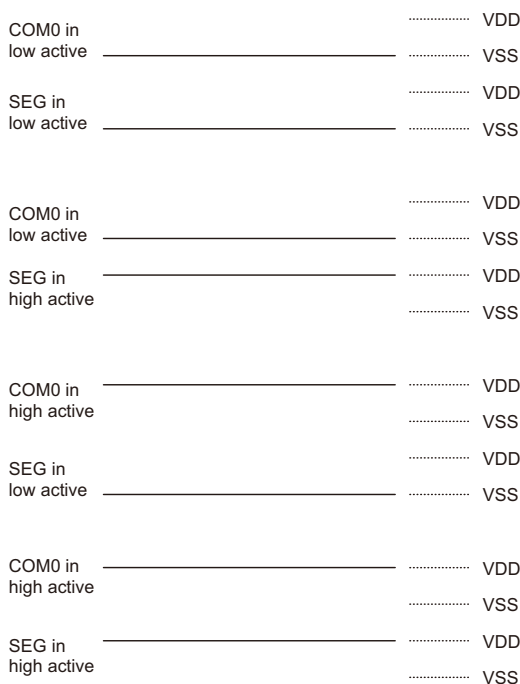 COM0 in
low active
VDD
VSS
SEG in
low active
VDD
VSS
COM0 in
low active
VDD
VSS
SEG in
high active
VDD
VSS
COM0 in
high active
VDD
VSS
SEG in
low active
VDD
VSS
COM0 in
high active
VDD
VSS
SEG in
high active
VDD
VSS